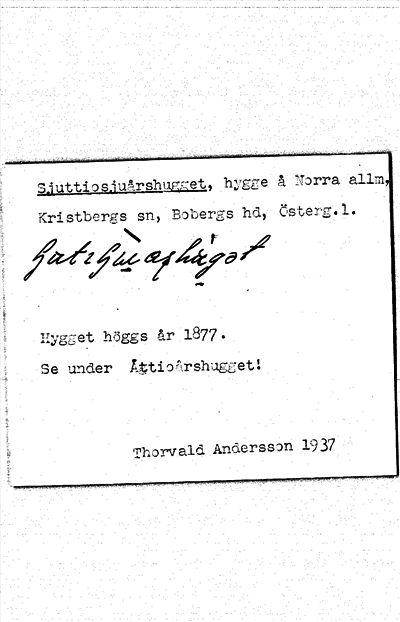 Sjuttiosjuårshugget, hygge å Norra allm,
Kristbergs sn, Bobergs hd, Österg.l.
Hygget höggs år 1877.
Se under Åttioårshugget!
Thorvald Andersson 1937